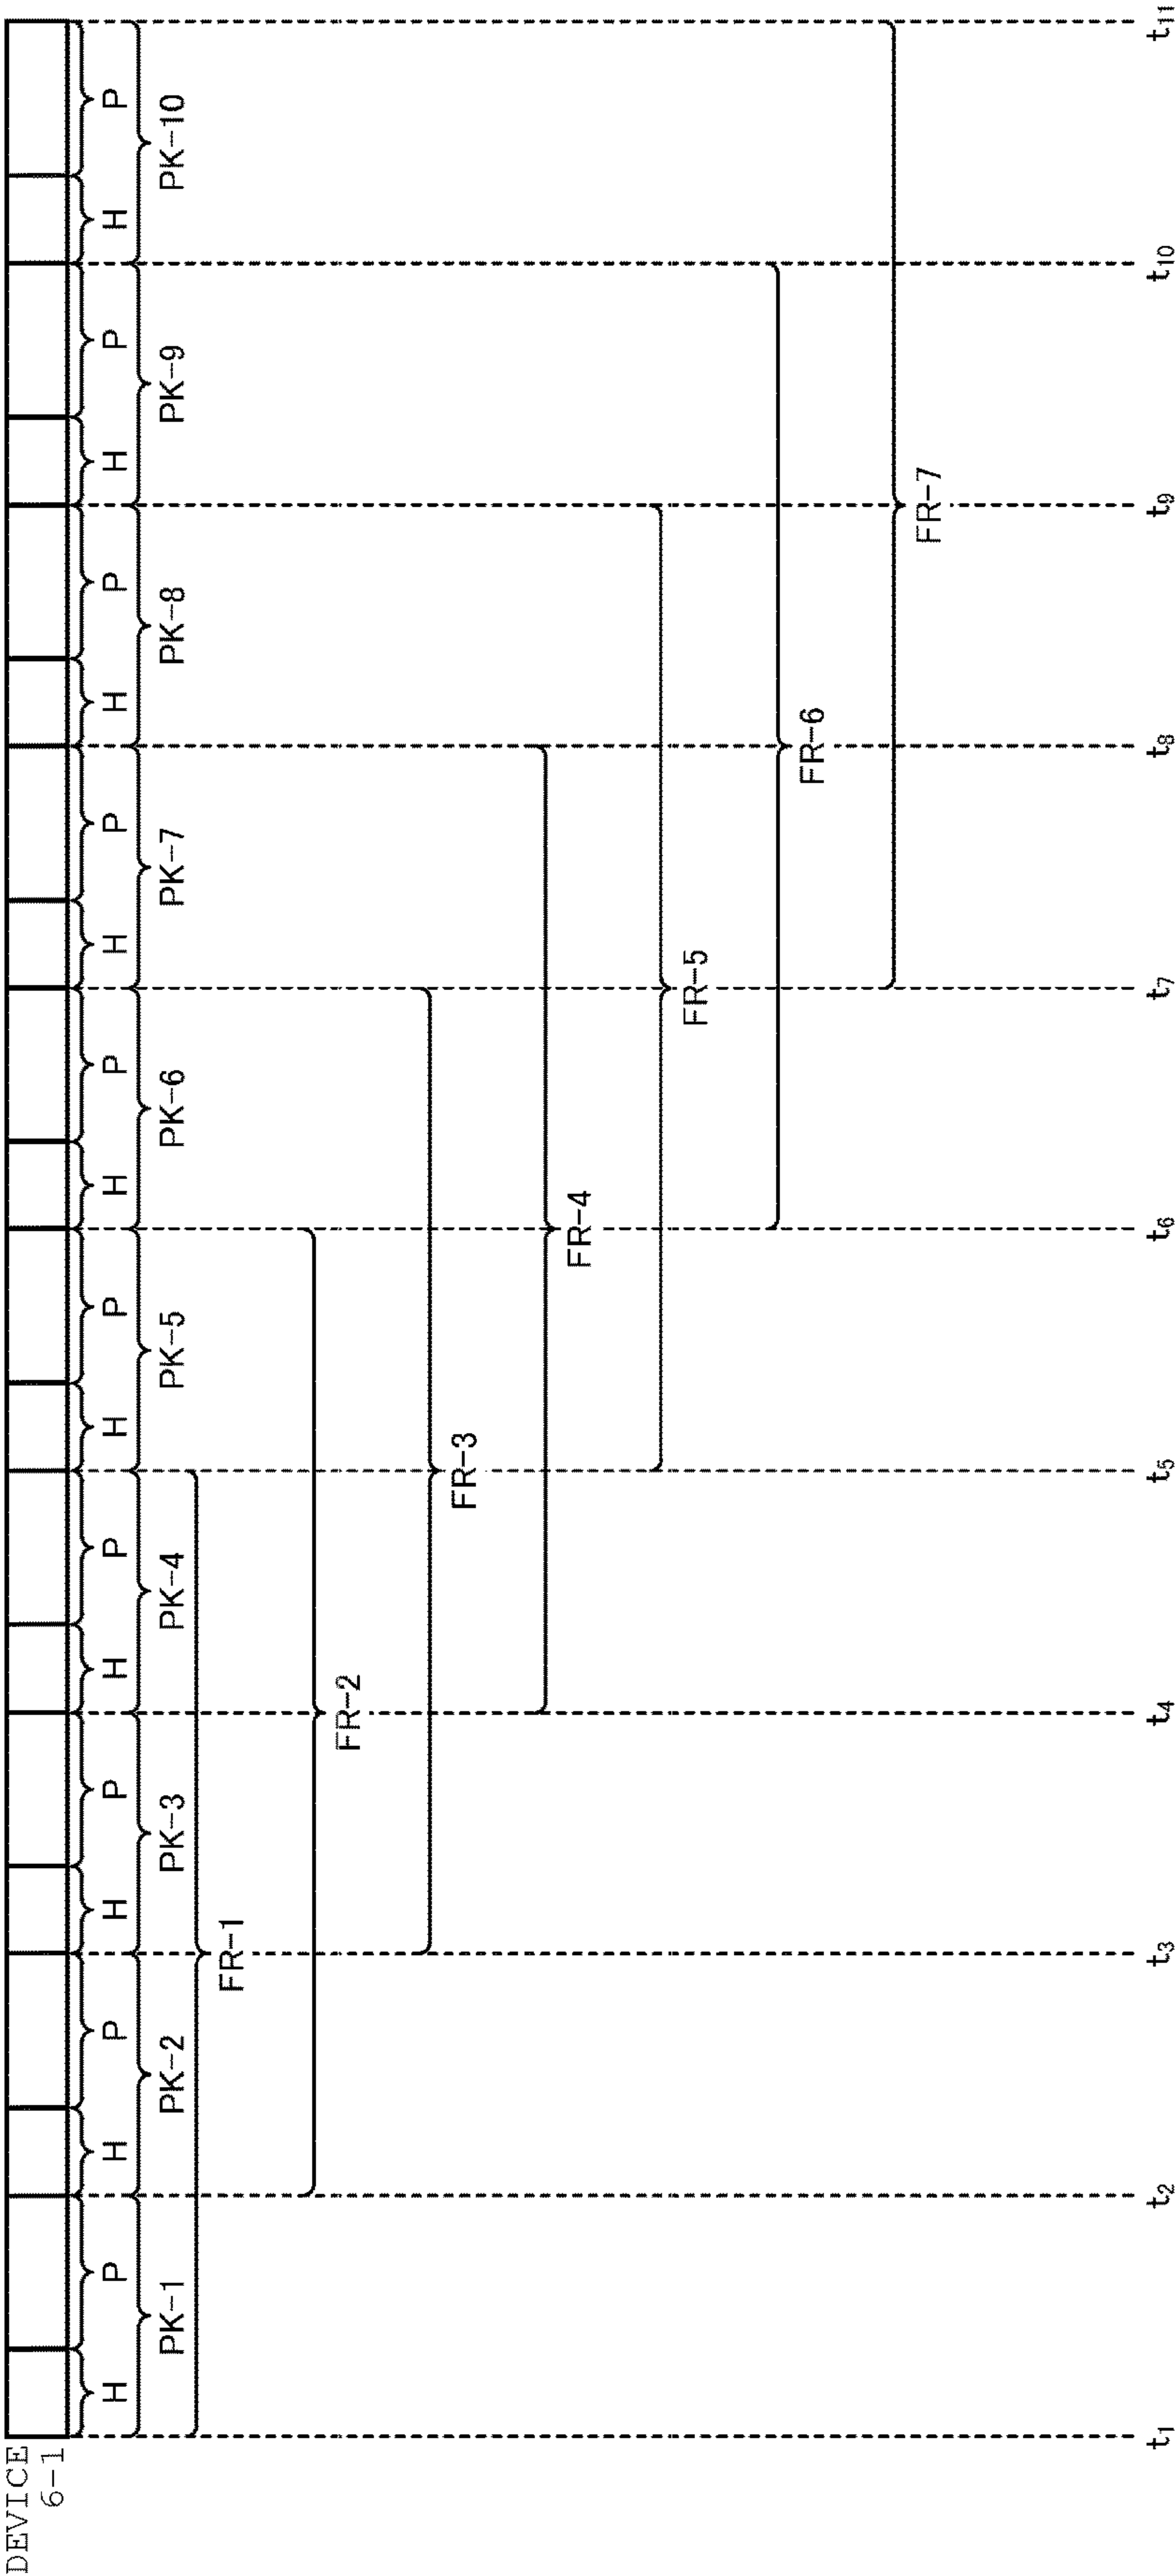 DEVICE
6-1
H P H P H P H P H P H P H P H P H P H P
PK-1 PK-2 PK-3 PK-4 PK-5 PK-6 PK-7 PK-8 PK-9 PK-10
FR-1
FR-2
FR-3
FR-4
FR-5
FR-6
FR-7
t1 t2 t3 t4 t5 t6 t7 t8 t9 t10 t11